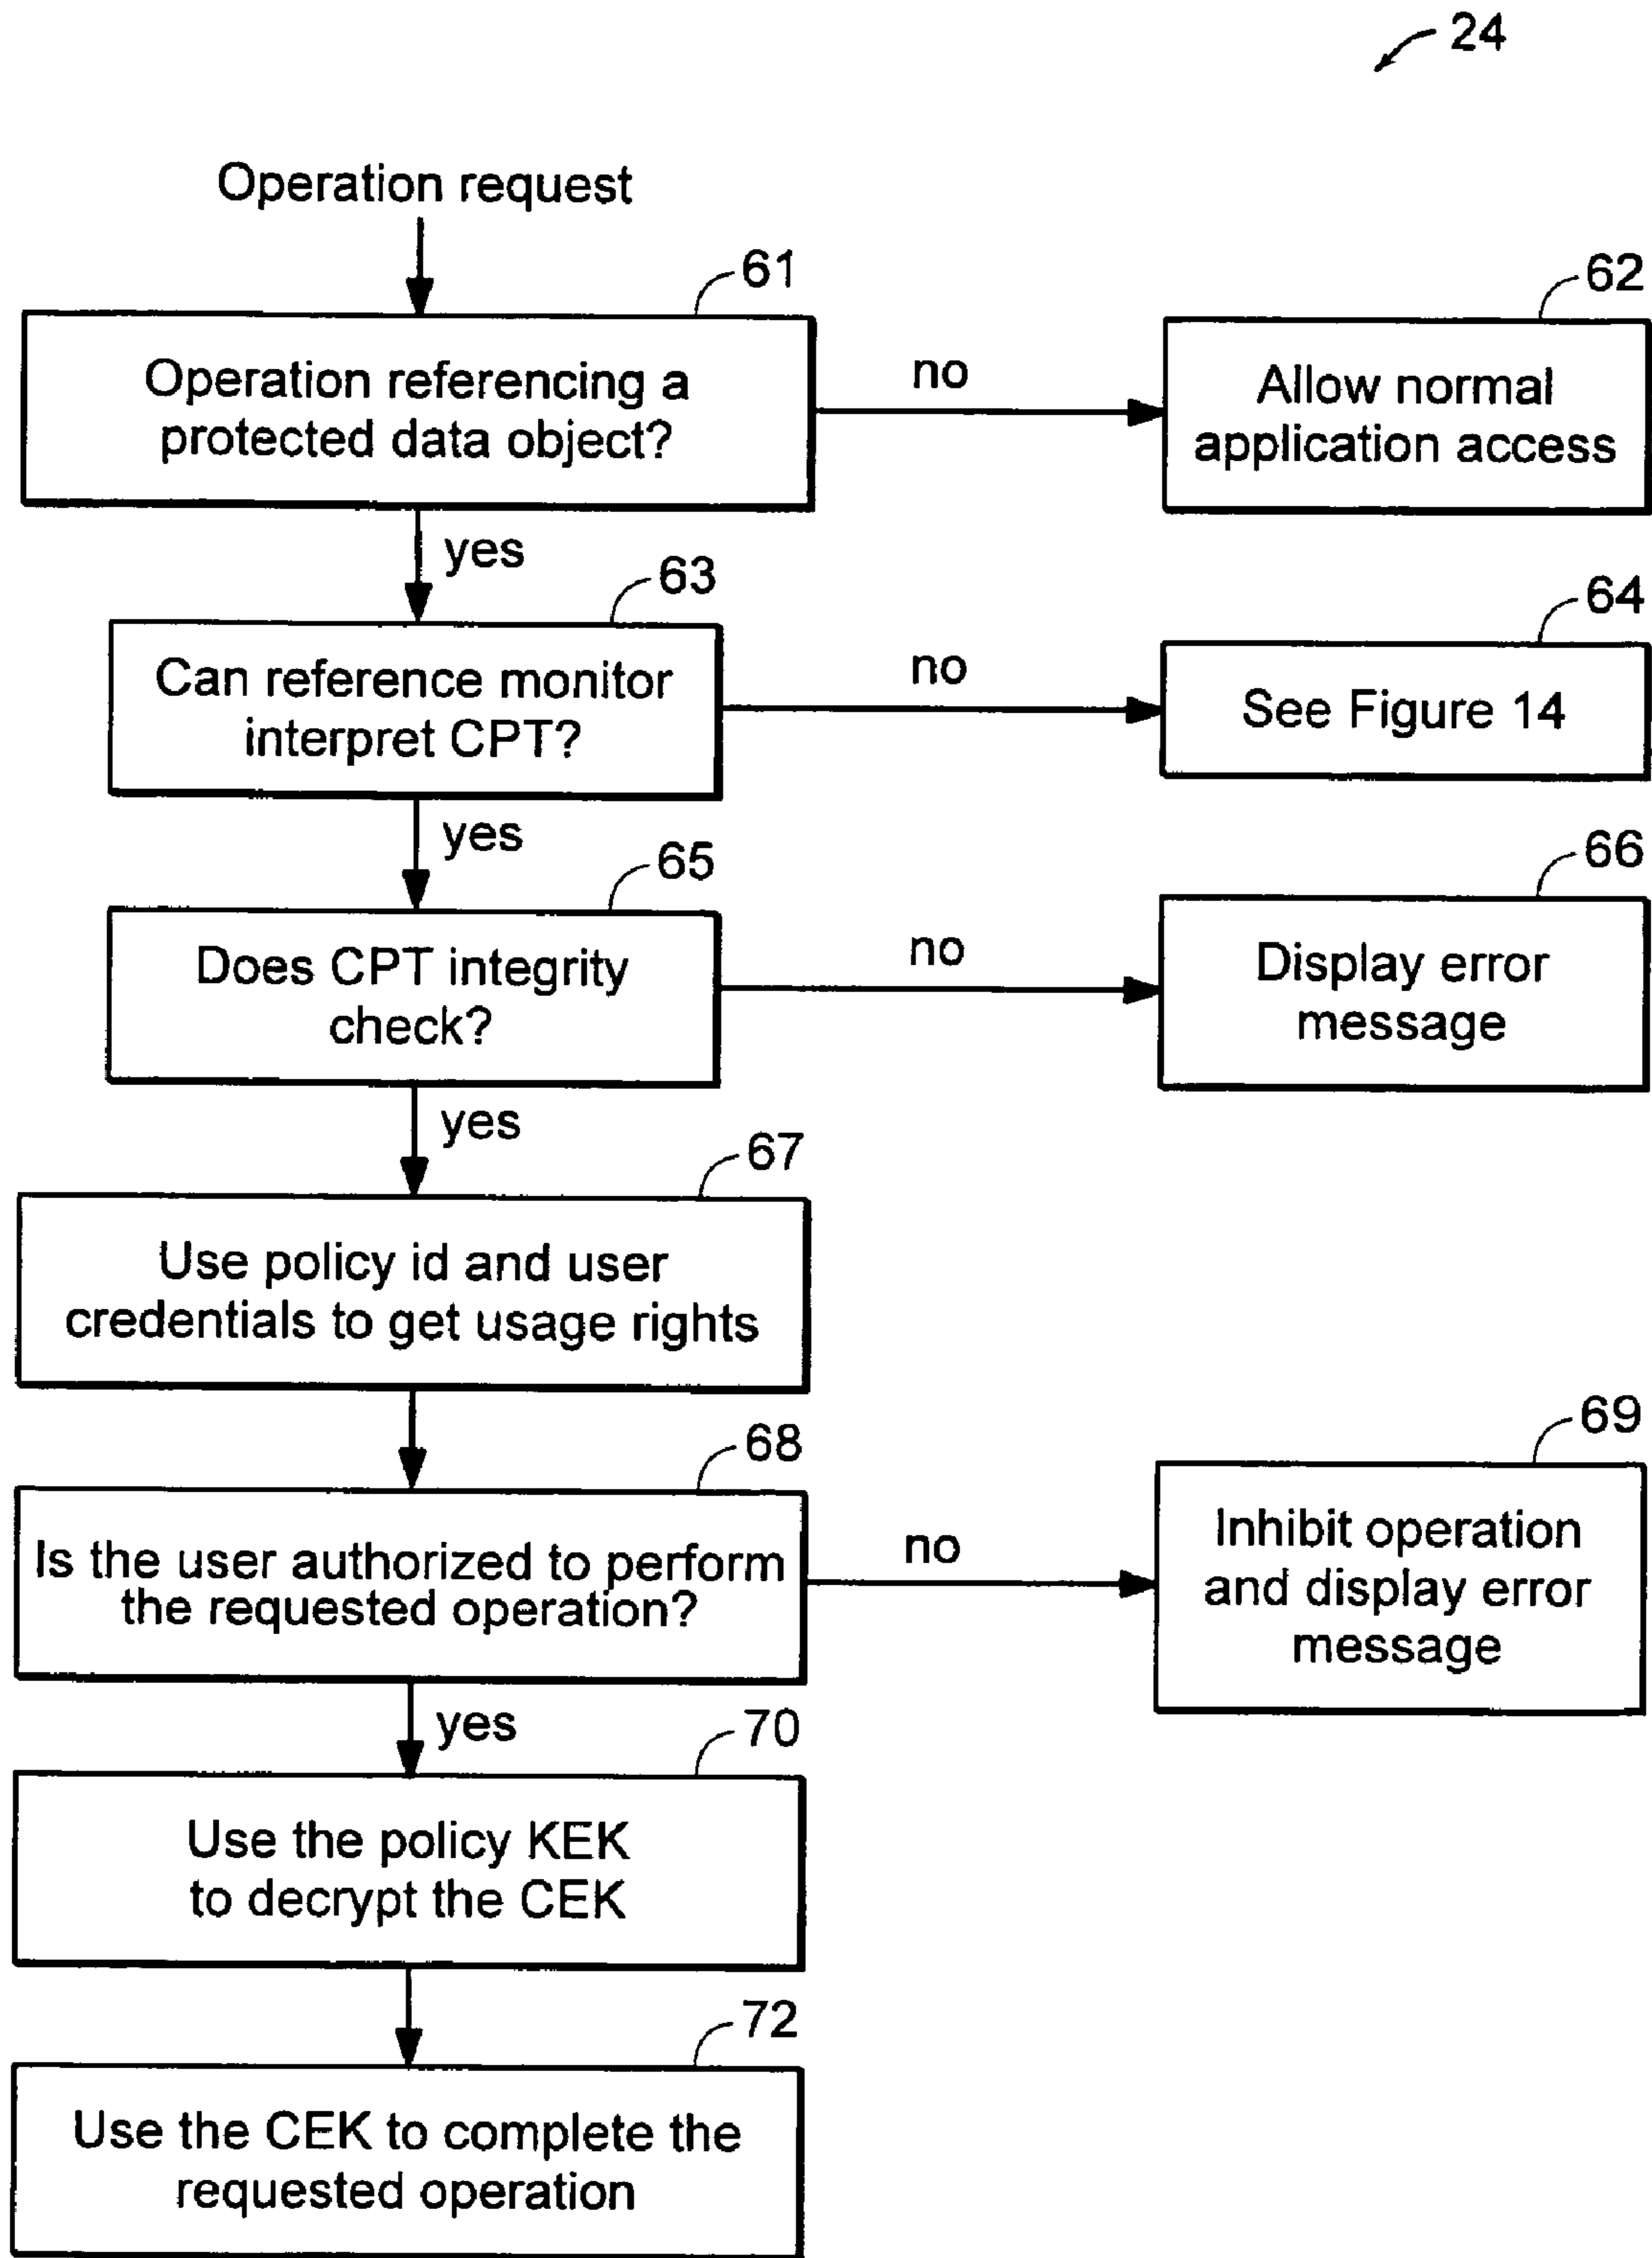 24
Operation request
61
Operation referencing a
protected data object?
no
62
Allow normal
application access
yes
63
Can reference monitor
interpret CPT?
no
64
See Figure 14
yes
65
Does CPT integrity
check?
no
66
Display error
message
yes
67
Use policy id and user
credentials to get usage rights
68
Is the user authorized to perform
the requested operation?
no
69
Inhibit operation
and display error
message
yes
70
Use the policy KEK
to decrypt the CEK
72
Use the CEK to complete the
requested operation